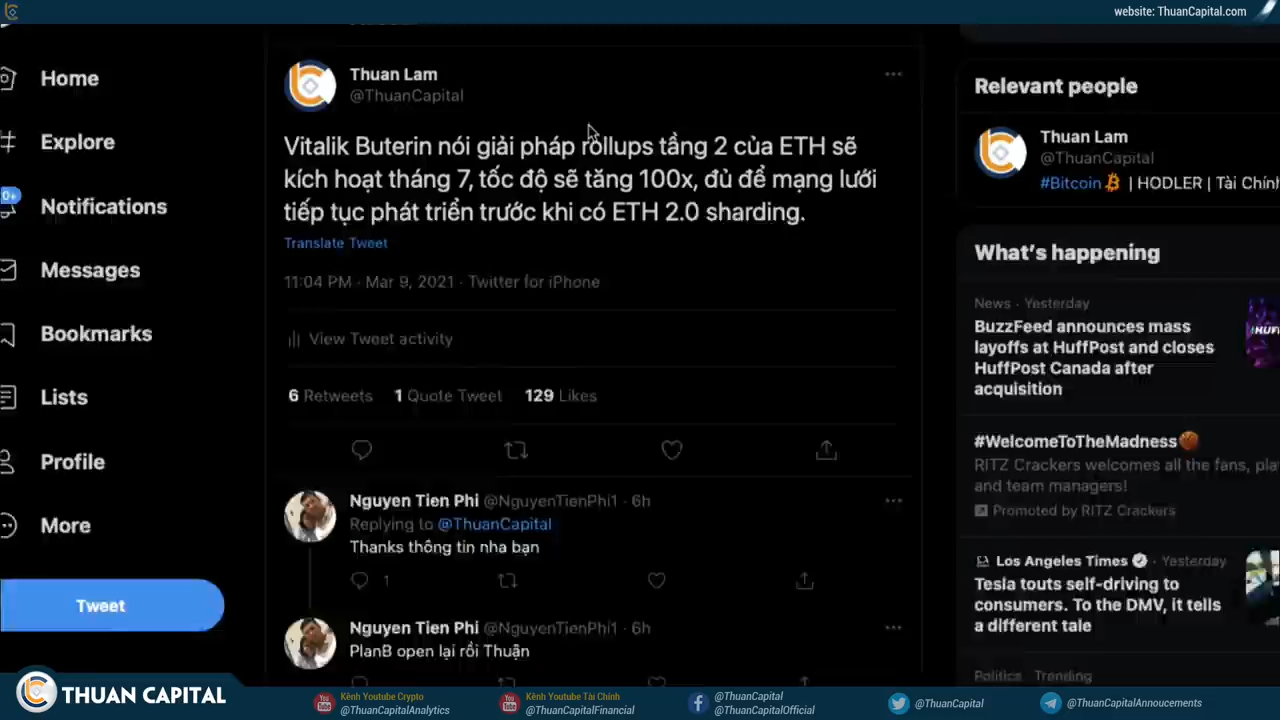 website: ThuanCapital.com
Home
Explore
Notifications
Messages
Bookmarks
Lists
Profile
More
Tweet
Thuan Lam
@ThuanCapital
Vitalik Buterin nói giải pháp rollups tầng 2 của ETH sẽ
kích hoạt tháng 7, tốc độ sẽ tăng 100x, đủ để mạng lưới
tiếp tục phát triển trước khi có ETH 2.0 sharding.
Translate Tweet
11:04 PM · Mar 9, 2021 · Twitter for iPhone
View Tweet activity
6 Retweets 1 Quote Tweet 129 Likes
Nguyen Tien Phi @NguyenTienPhi1 · 6h
Replying to @ThuanCapital
Thanks thông tin nha bạn
1
Nguyen Tien Phi @NguyenTienPhi1 · 6h
PlanB open lại rồi Thuận
Relevant people
Thuan Lam
@ThuanCapital
#Bitcoin | HODLER | Tài Chính
What's happening
News · Yesterday
BuzzFeed announces mass
layoffs at HuffPost and closes
HuffPost Canada after
acquisition
#WelcomeToTheMadness
RITZ Crackers welcomes all the fans, pla
and team managers!
Promoted by RITZ Crackers
Los Angeles Times · Yesterday
Tesla touts self-driving to
consumers. To the DMV, it tells
a different tale
Politics · Trending
THUAN CAPITAL
Kênh Youtube Crypto
@ThuanCapitalAnalytics
Kênh Youtube Tài Chính
@ThuanCapitalFinancial
@ThuanCapital
@ThuanCapitalOfficial
@ThuanCapital
@ThuanCapitalAnnoucements